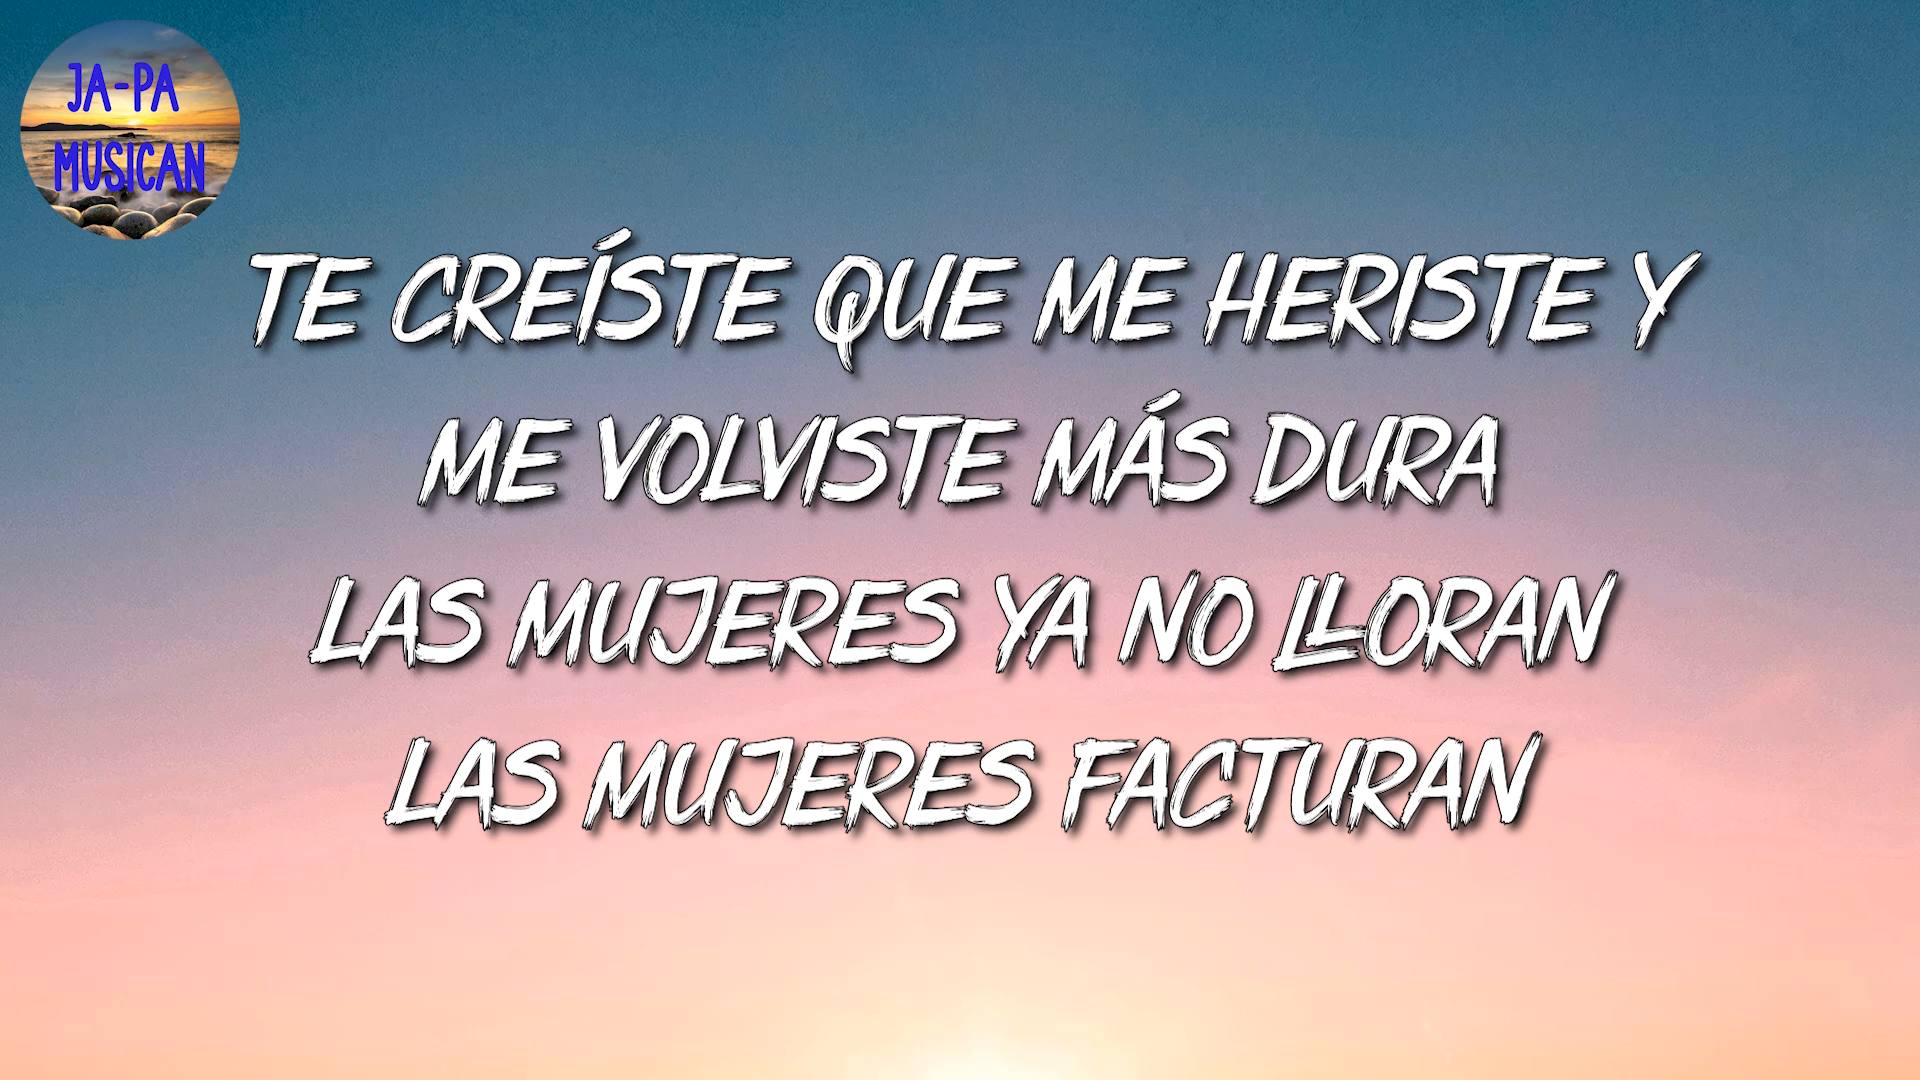 JA-PA
MUSICAN
TE CREÍSTE QUE ME HERISTE Y
ME VOLVISTE MÁS DURA
LAS MUJERES YA NO LLORAN
LAS MUJERES FACTURAN